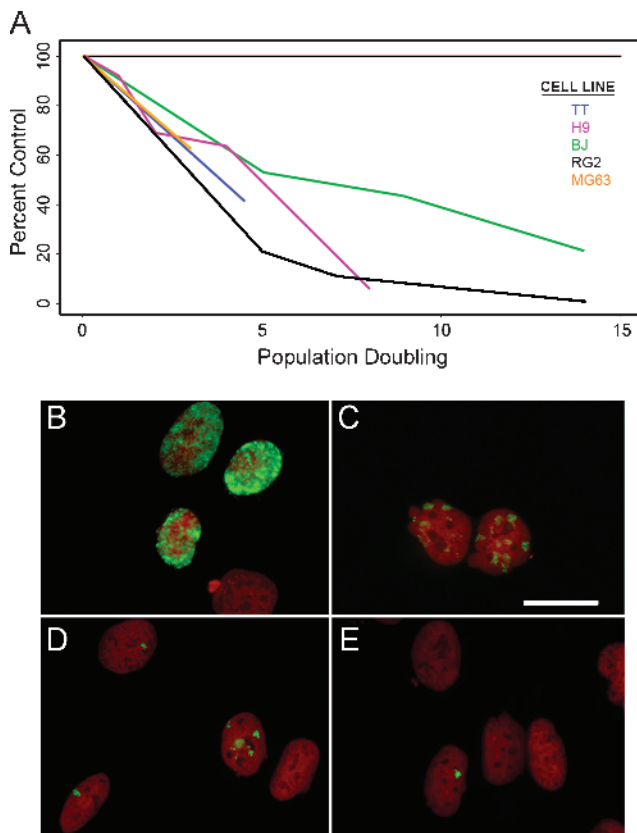 A
Percent Control
100
80
60
40
20
0
CELL LINE
TT
H9
BJ
RG2
MG63
0 5 10 15
Population Doubling
B
C
D
E